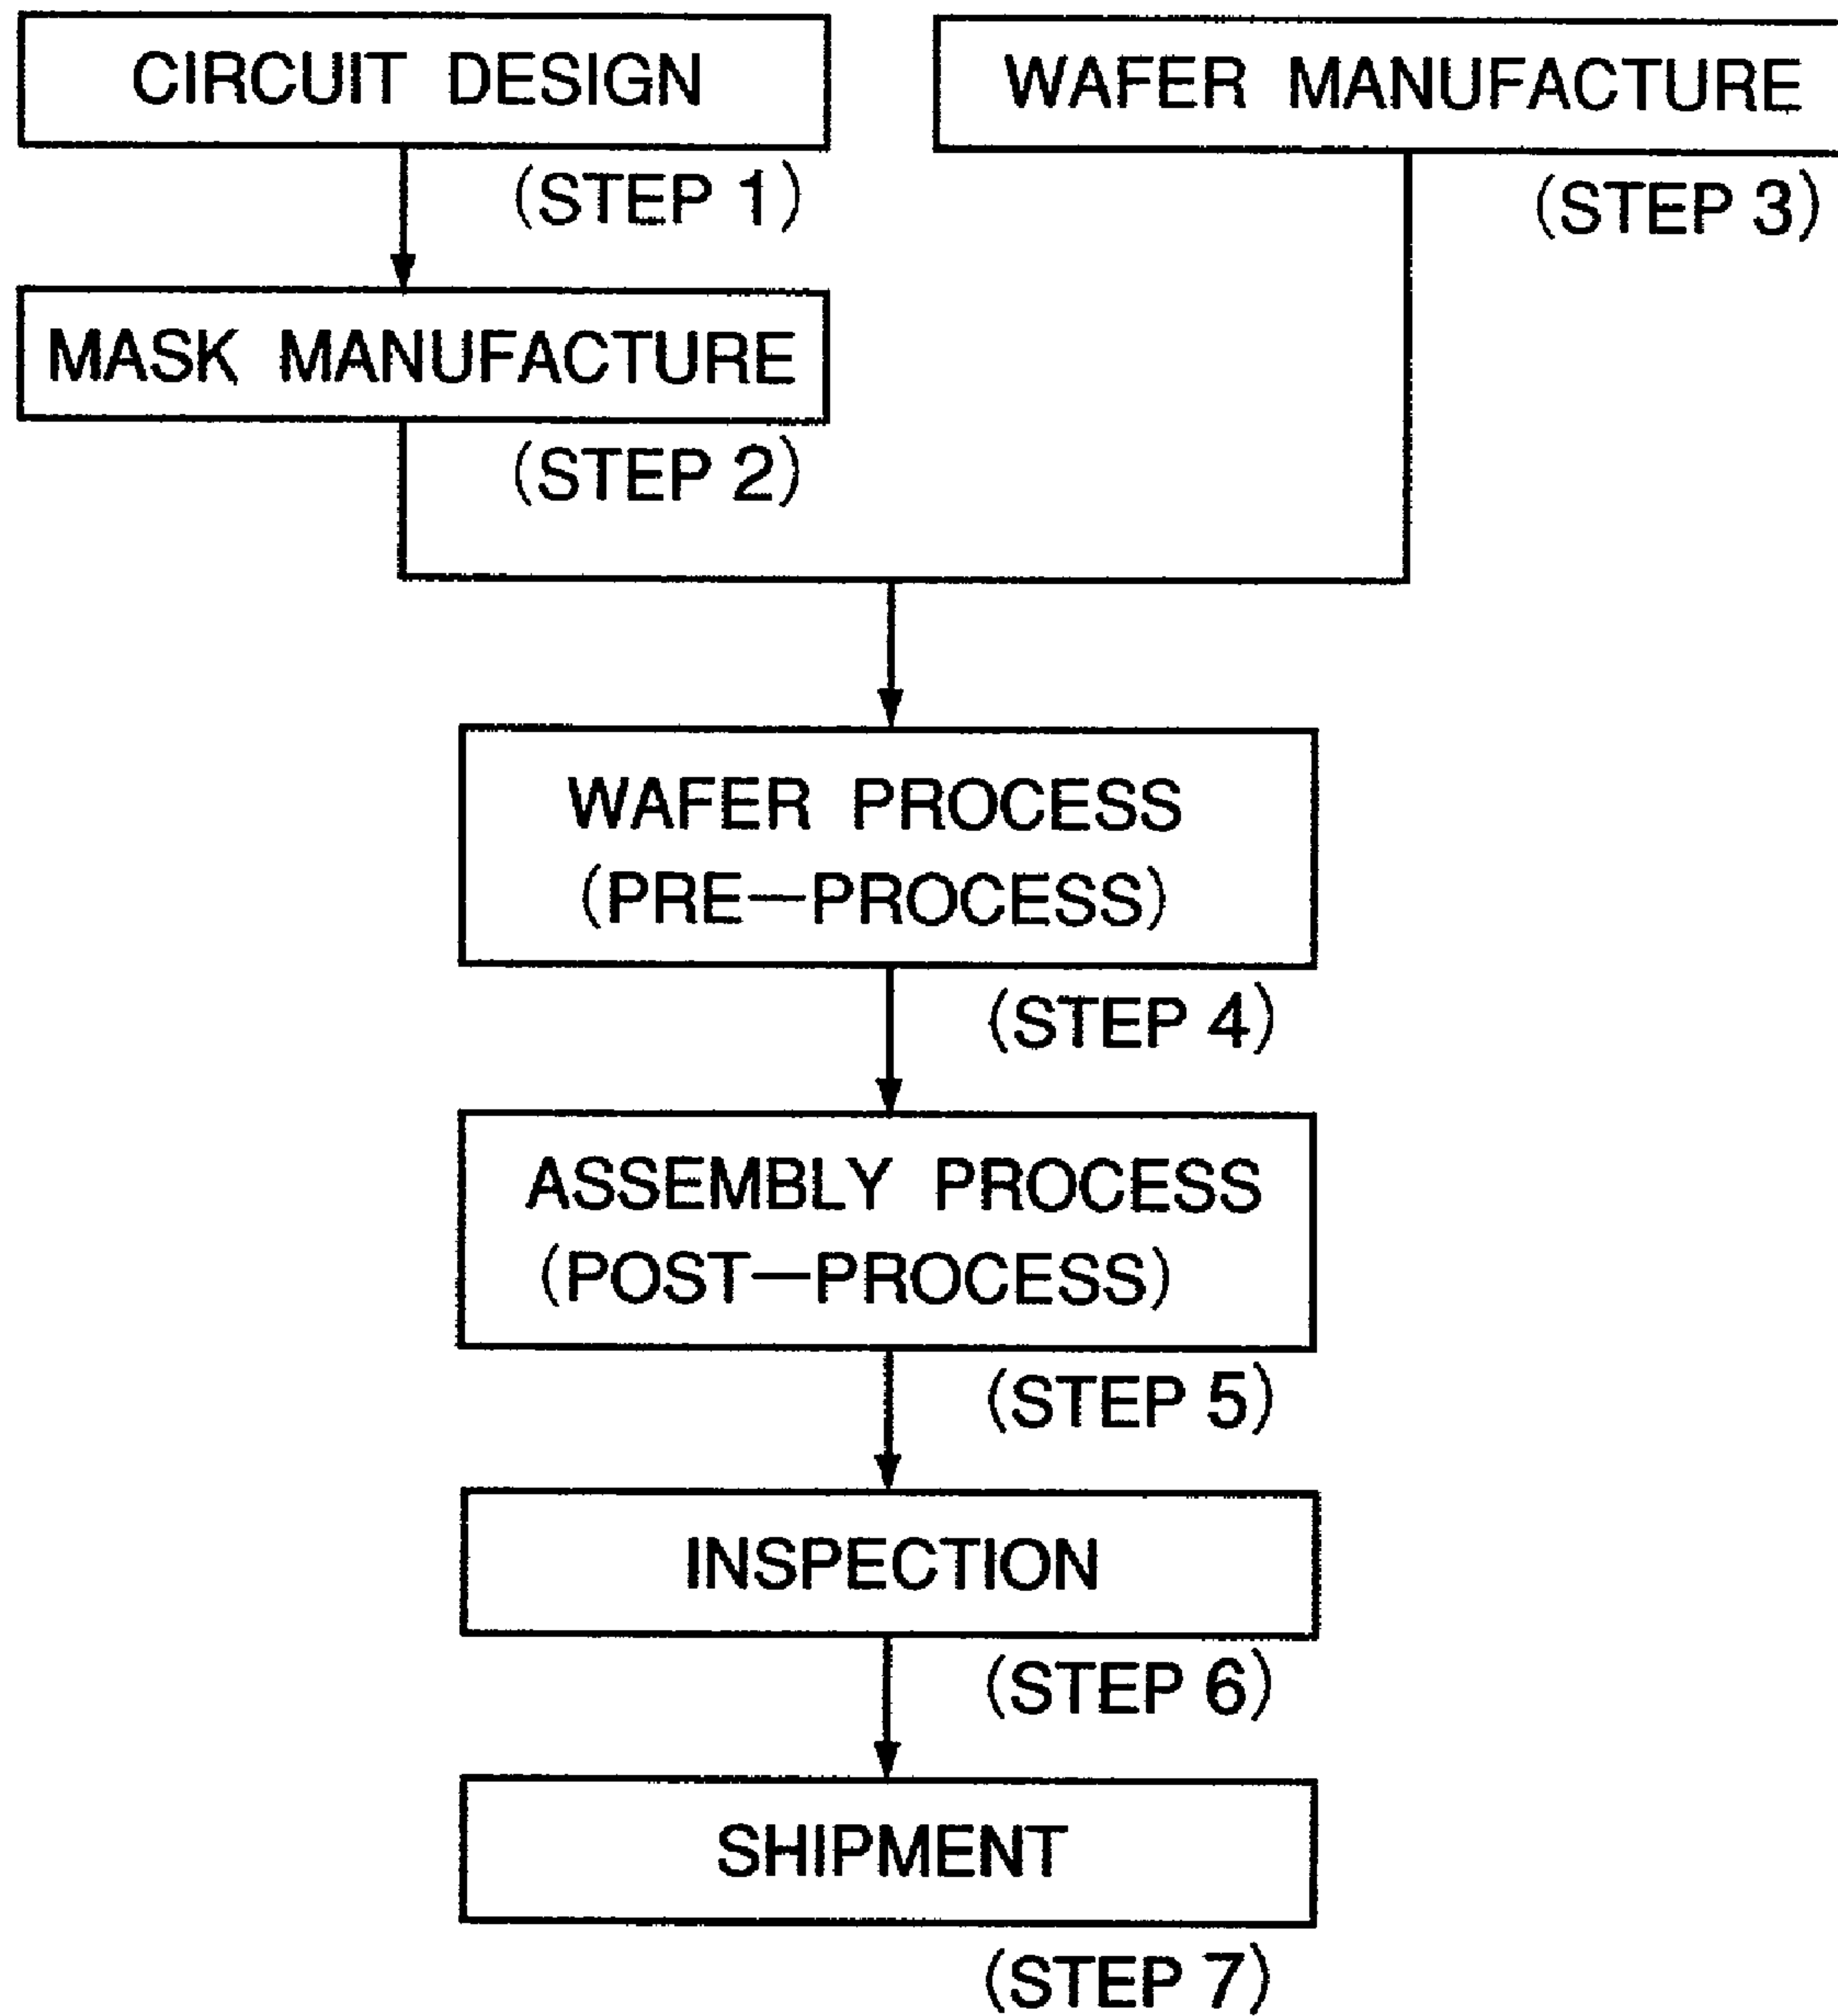 CIRCUIT DESIGN
(STEP 1)
MASK MANUFACTURE
(STEP 2)
WAFER MANUFACTURE
(STEP 3)
WAFER PROCESS
(PRE—PROCESS)
(STEP 4)
ASSEMBLY PROCESS
(POST—PROCESS)
(STEP 5)
INSPECTION
(STEP 6)
SHIPMENT
(STEP 7)